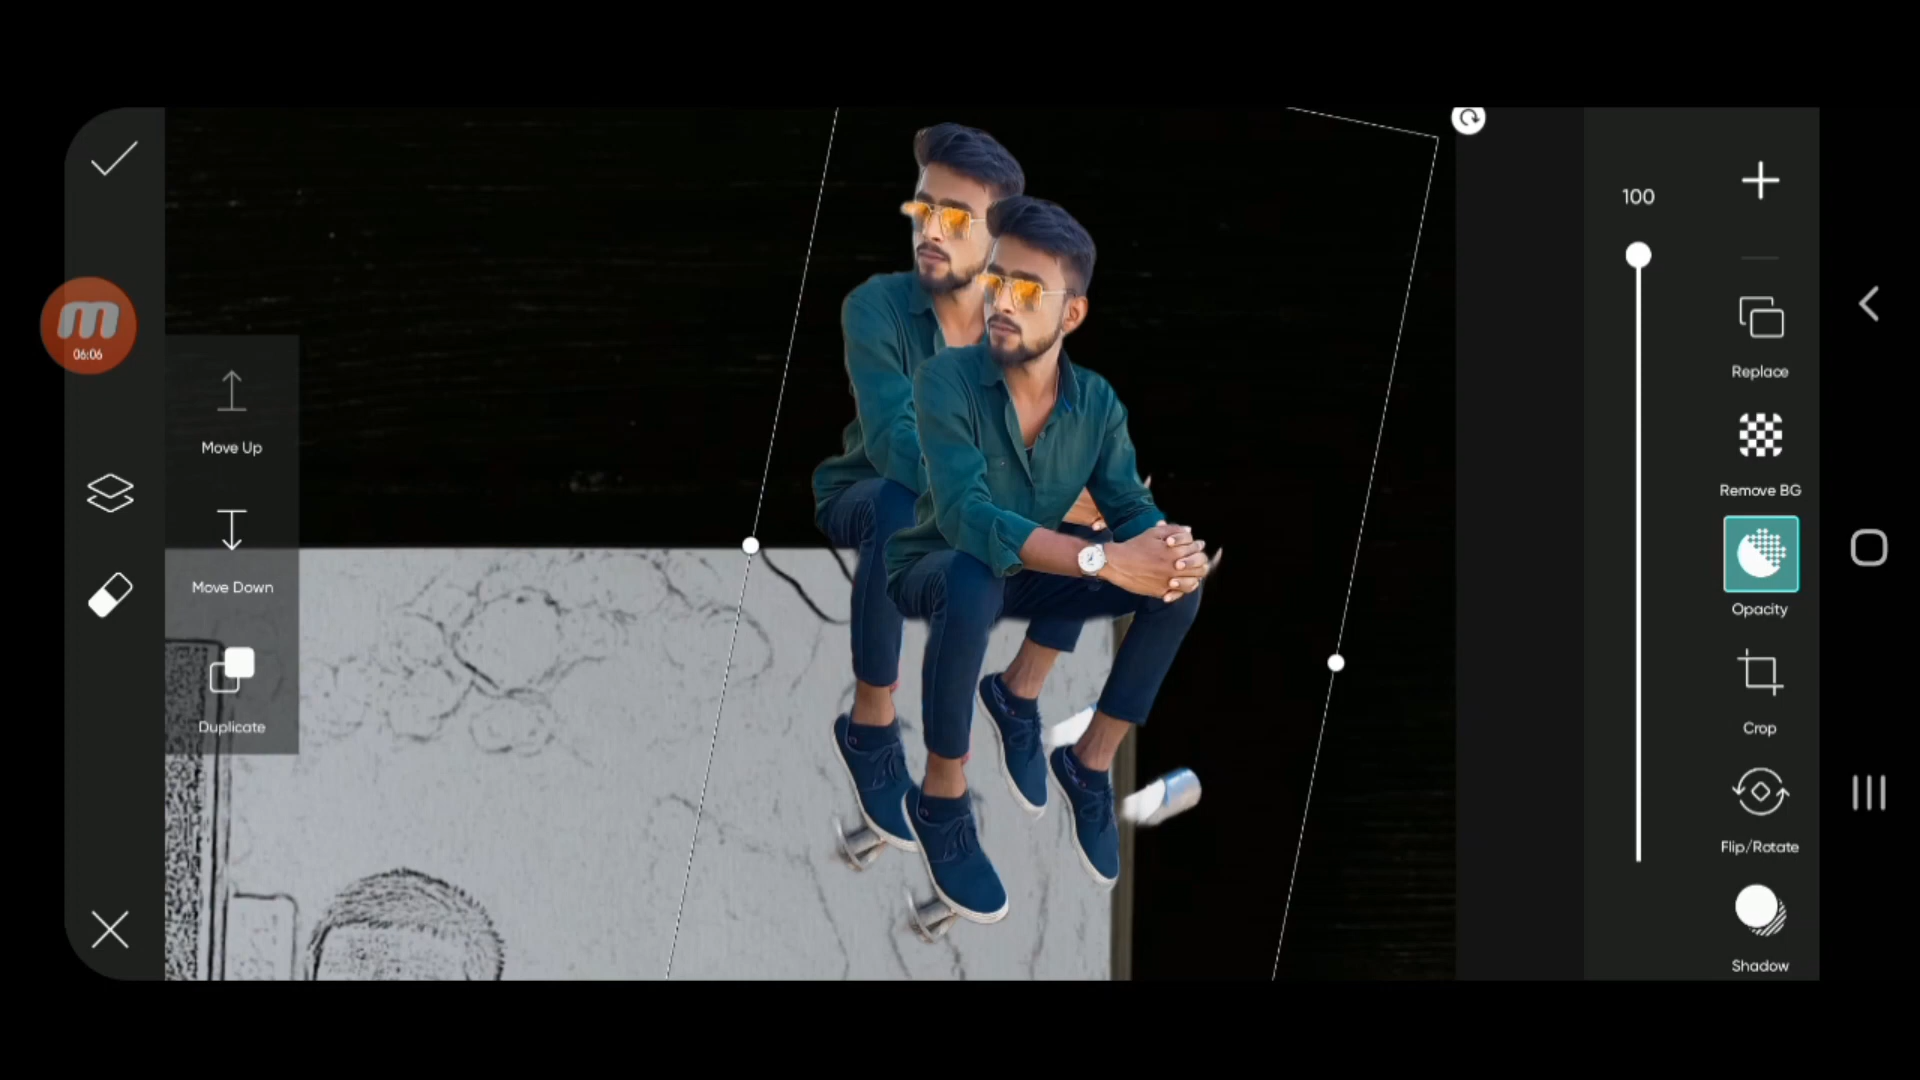 100
m
06:06
Move Up
Move Down
Duplicate
Replace
Remove BG
Opacity
Crop
Flip/Rotate
Shadow